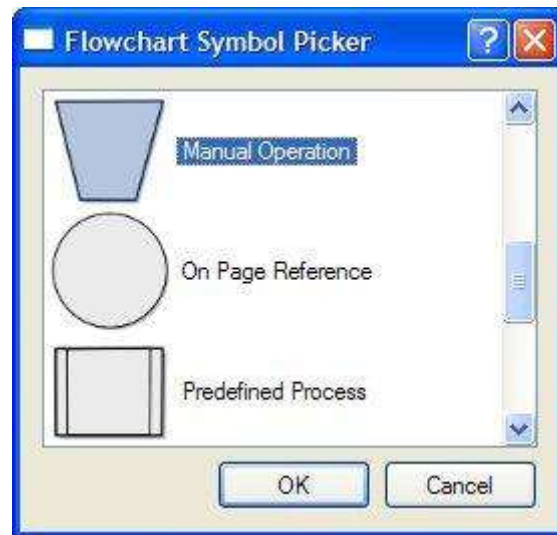 Flowchart Symbol Picker
Manual Operation
On Page Reference
Predefined Process
OK Cancel